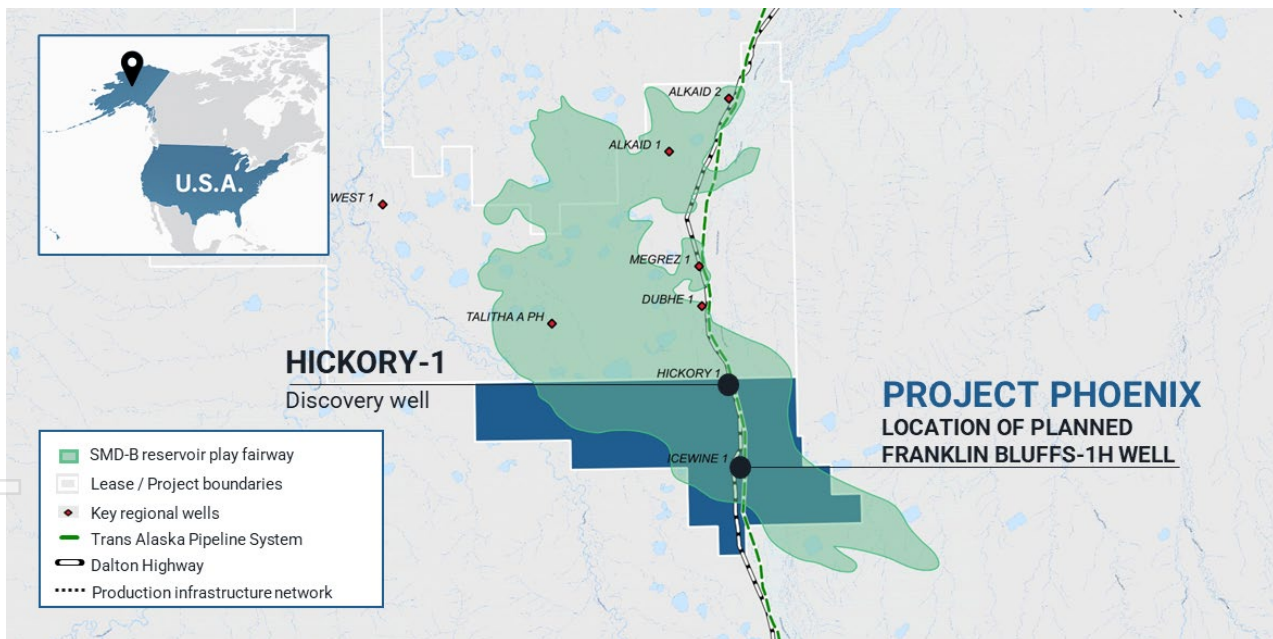 U.S.A.
ALKAID 2
ALKAID 1
WEST 1
MEGREZ 1
DUBHE 1
TALITHA A PH
HICKORY-1
Discovery well
HICKORY 1
PROJECT PHOENIX
LOCATION OF PLANNED
FRANKLIN BLUFFS-1H WELL
ICEWINE 1
SMD-B reservoir play fairway
Lease / Project boundaries
Key regional wells
Trans Alaska Pipeline System
Dalton Highway
Production infrastructure network